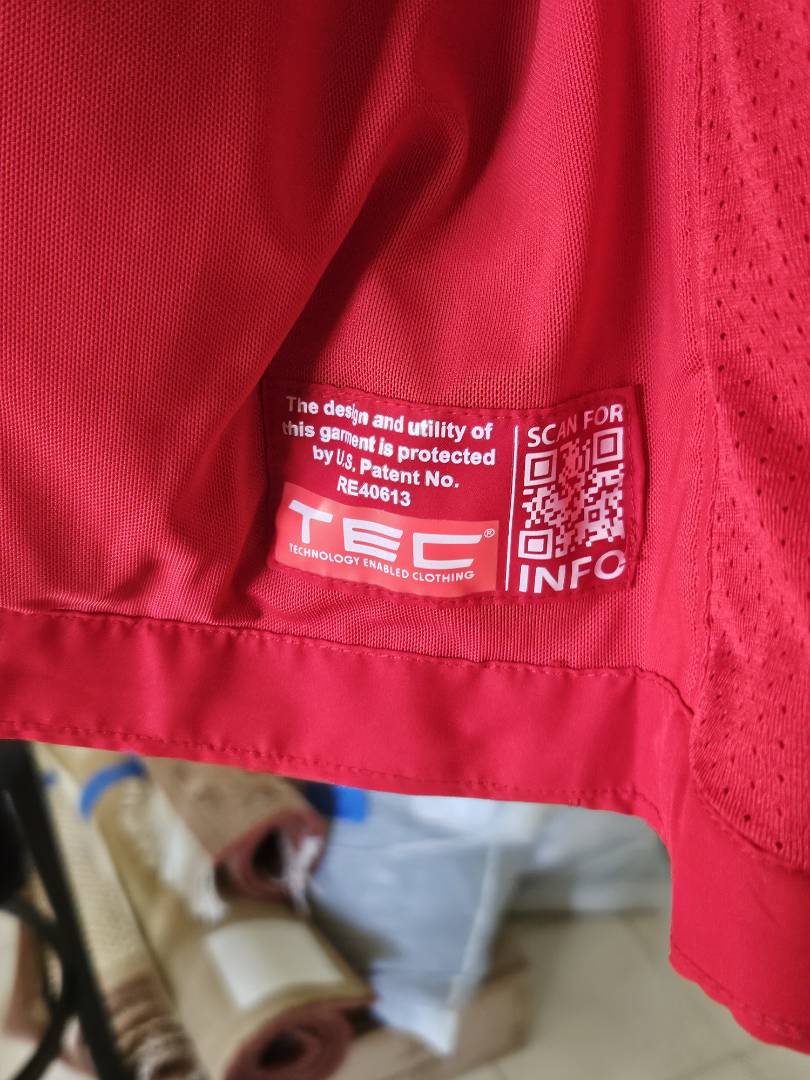 The design and utility of
this garment is protected
by U.S. Patent No.
RE40613
TEC®
TECHNOLOGY ENABLED CLOTHING
SCAN FOR
INFO